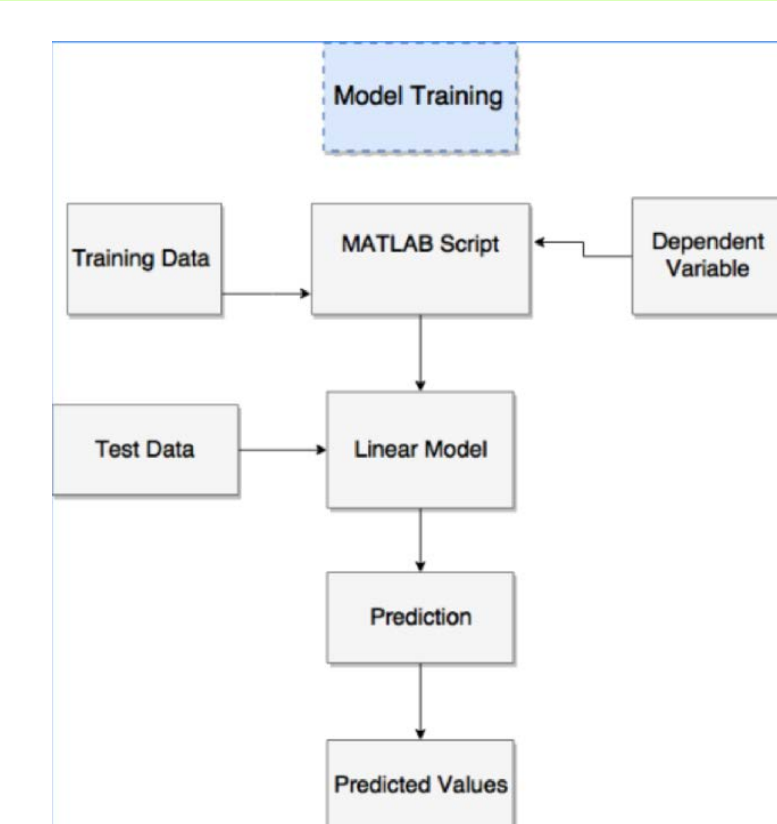 Model Training
Training Data
MATLAB Script
Dependent
Variable
Test Data
Linear Model
Prediction
Predicted Values